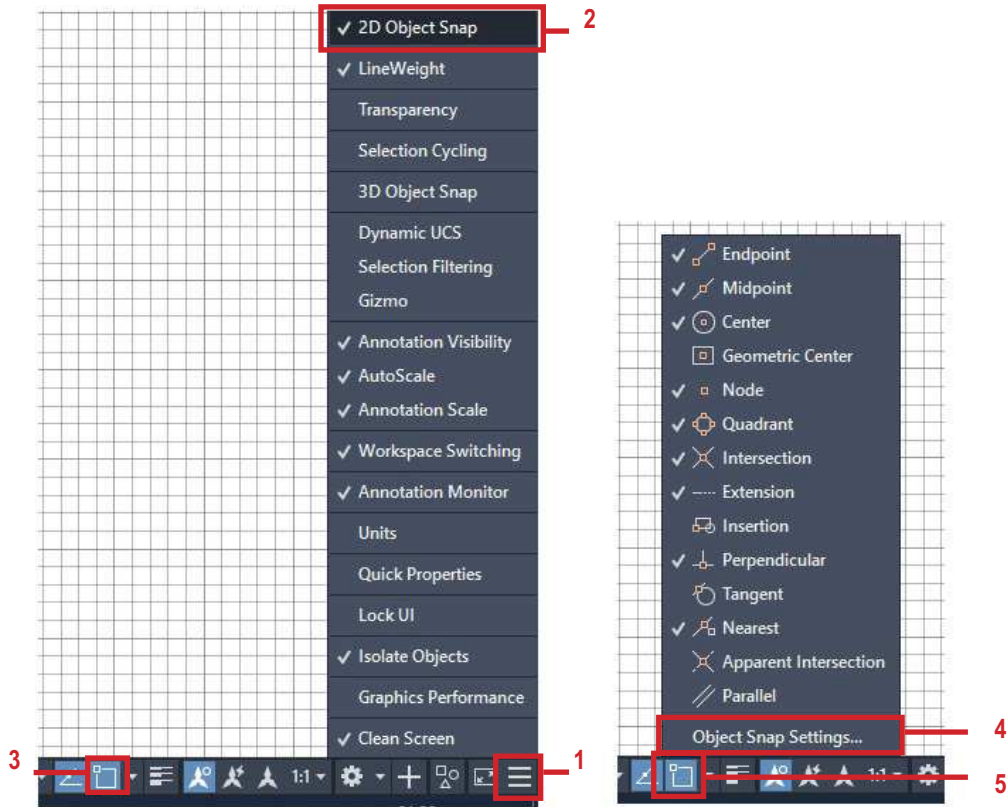 2
2D Object Snap
LineWeight
Transparency
Selection Cycling
3D Object Snap
Dynamic UCS
Selection Filtering
Gizmo
Annotation Visibility
AutoScale
Annotation Scale
Workspace Switching
Annotation Monitor
Units
Quick Properties
Lock UI
Isolate Objects
Graphics Performance
Clean Screen
3
1:1
1
Endpoint
Midpoint
Center
Geometric Center
Node
Quadrant
Intersection
Extension
Insertion
Perpendicular
Tangent
Nearest
Apparent Intersection
Parallel
Object Snap Settings...
4
1:1
5